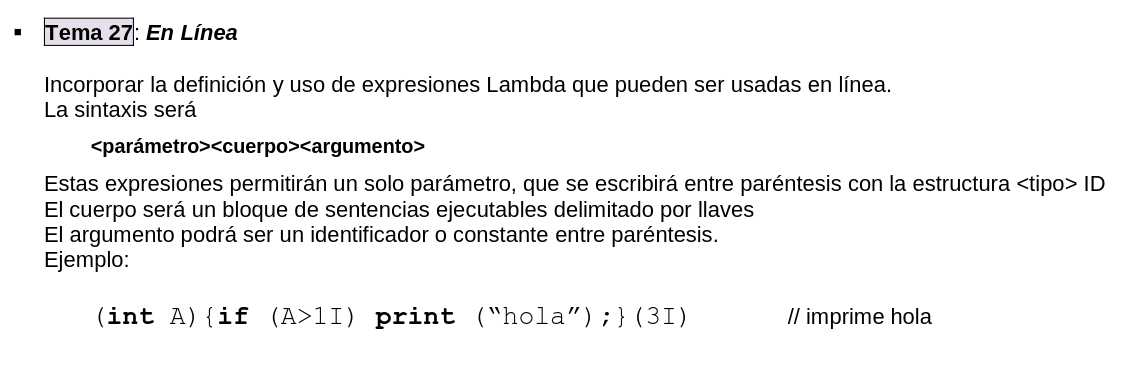 ▪ Tema 27: En Línea
Incorporar la definición y uso de expresiones Lambda que pueden ser usadas en línea.
La sintaxis será
<parámetro><cuerpo><argumento>
Estas expresiones permitirán un solo parámetro, que se escribirá entre paréntesis con la estructura <tipo> ID
El cuerpo será un bloque de sentencias ejecutables delimitado por llaves
El argumento podrá ser un identificador o constante entre paréntesis.
Ejemplo:
(int A){if (A>1I) print (“hola”);}(3I) // imprime hola